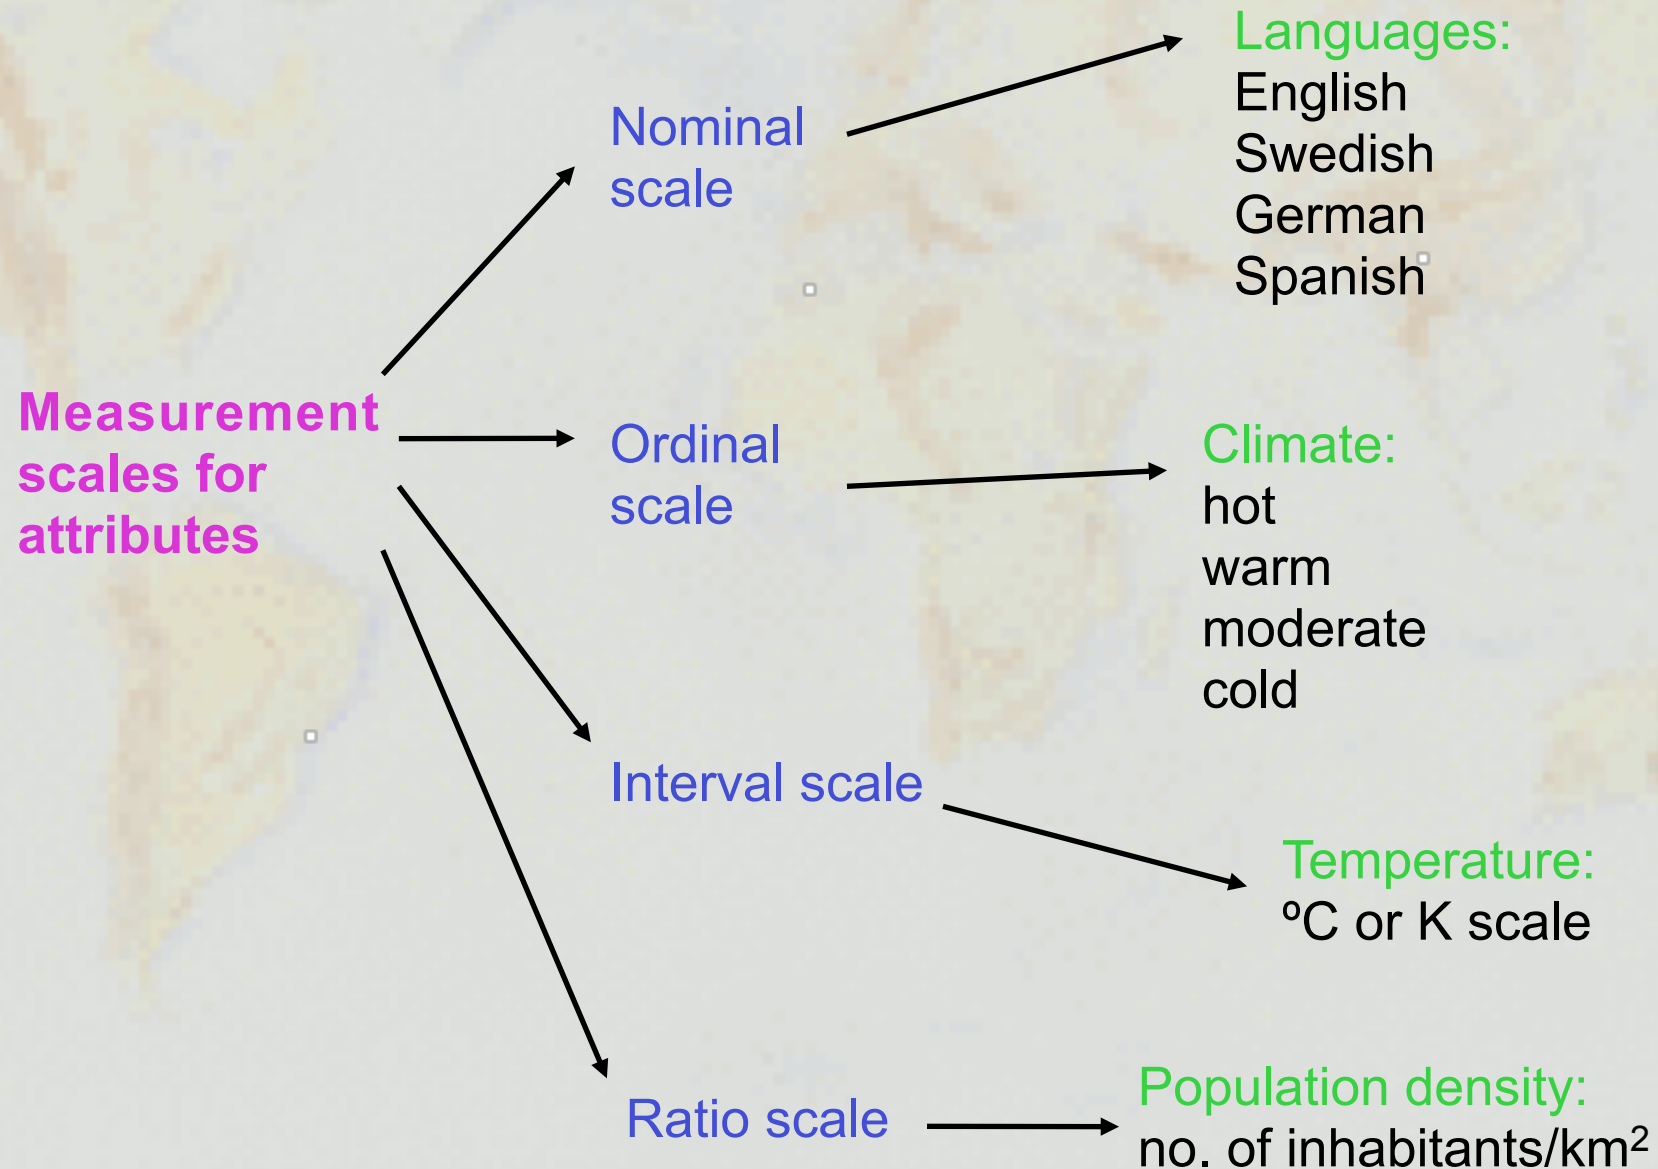 Measurement
scales for
attributes
Nominal
scale
Languages:
English
Swedish
German
Spanish
Ordinal
scale
Climate:
hot
warm
moderate
cold
Interval scale
Temperature:
ºC or K scale
Ratio scale
Population density:
no. of inhabitants/km²